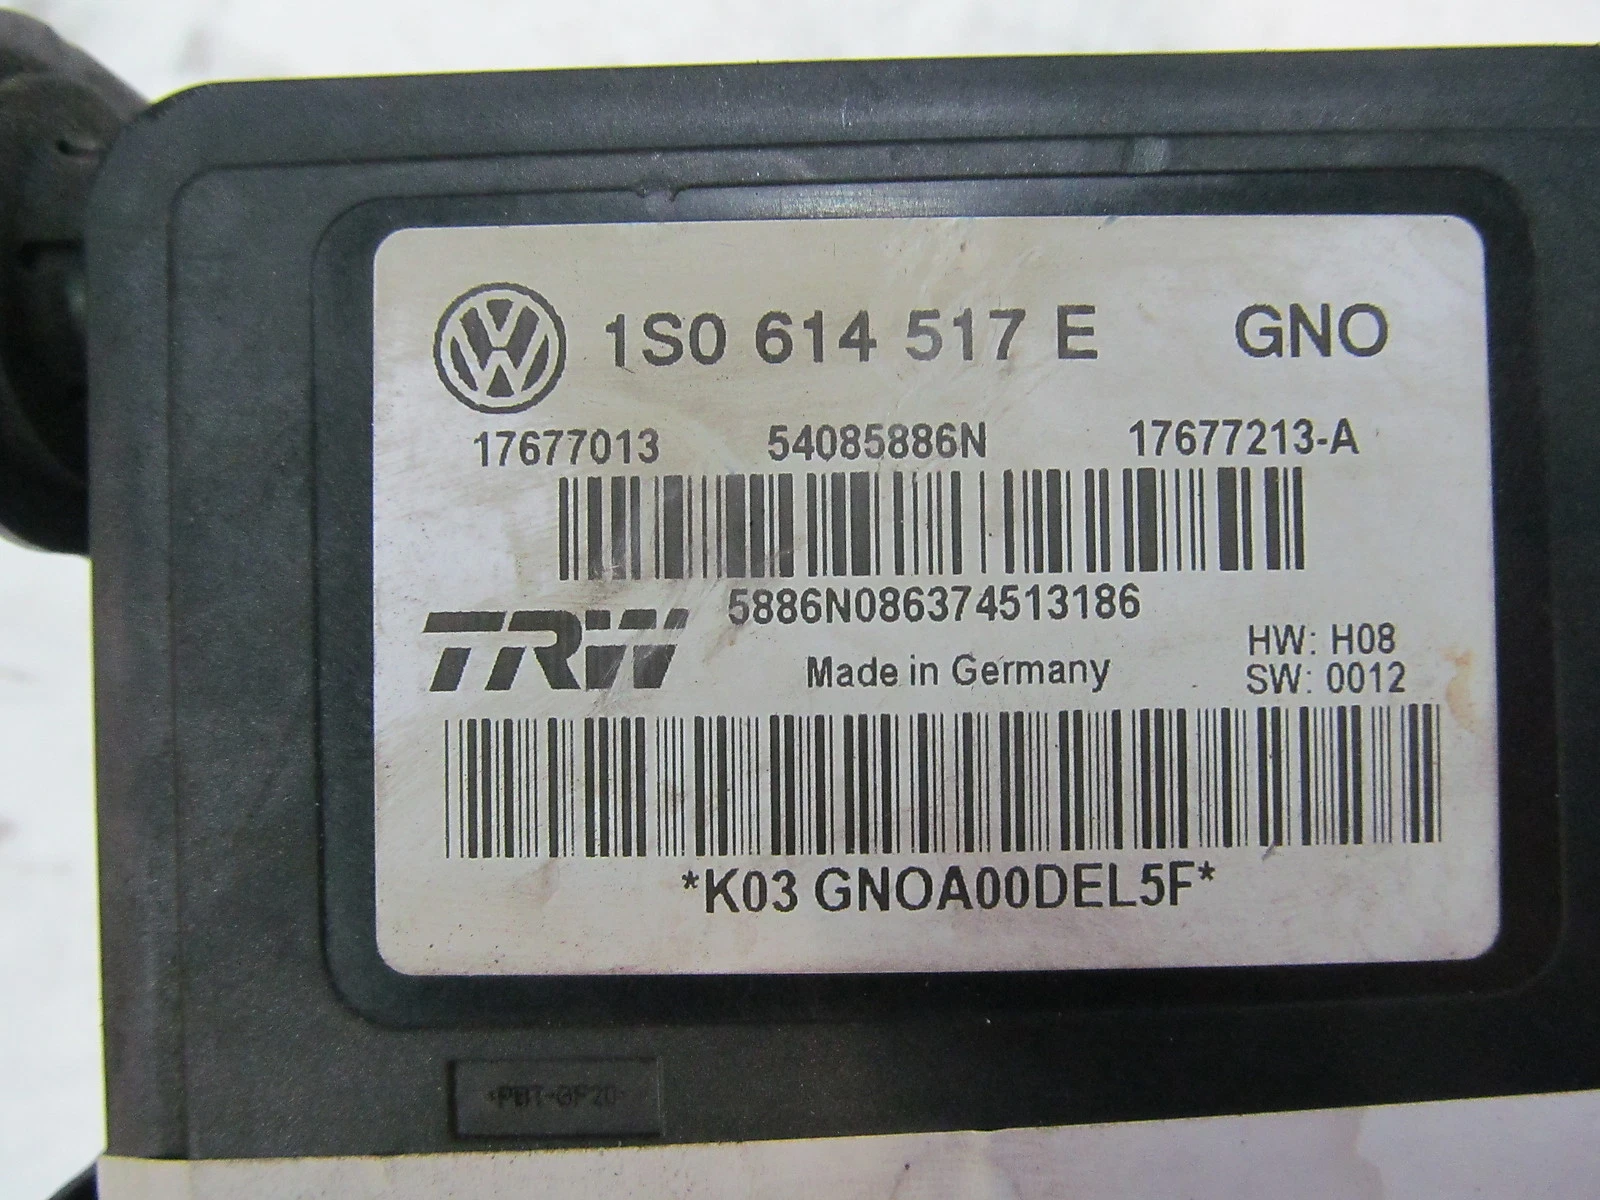 1S0 614 517 E GNO
17677013 54085886N 17677213-A
5886N086374513186
TRW
Made in Germany
HW: H08
SW: 0012
*K03 GNOA00DEL5F*